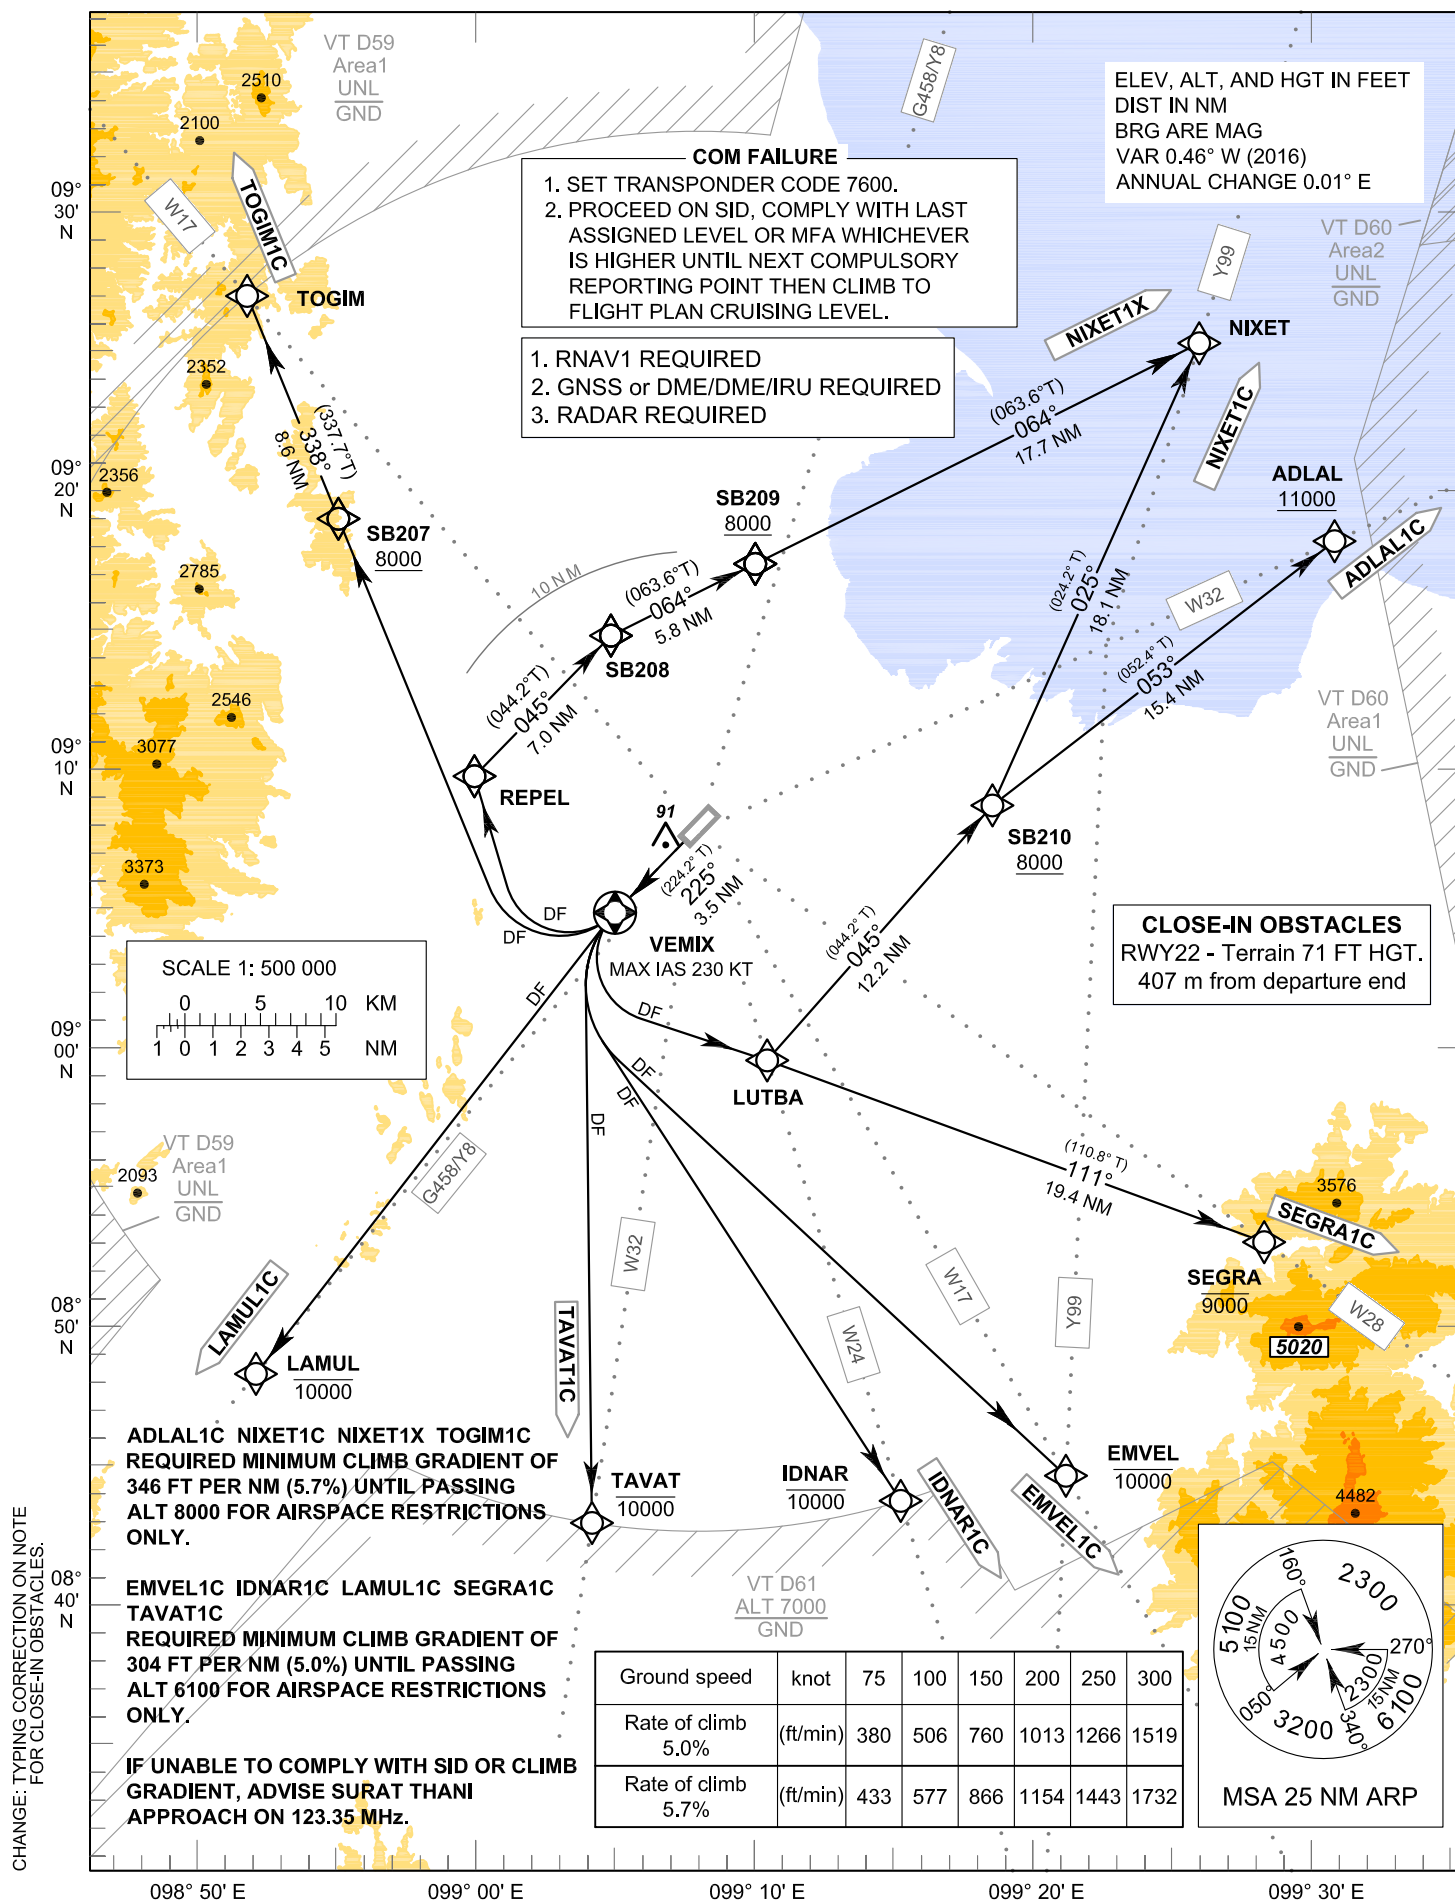 VT D59
Area1
UNL
GND
2510
2100
W17
TOGIM1C
TOGIM
09°
30'
N
COM FAILURE
1. SET TRANSPONDER CODE 7600.
2. PROCEED ON SID, COMPLY WITH LAST
ASSIGNED LEVEL OR MFA WHICHEVER
IS HIGHER UNTIL NEXT COMPULSORY
REPORTING POINT THEN CLIMB TO
FLIGHT PLAN CRUISING LEVEL.
1. RNAV1 REQUIRED
2. GNSS or DME/DME/IRU REQUIRED
3. RADAR REQUIRED
G458/Y8
ELEV, ALT, AND HGT IN FEET
DIST IN NM
BRG ARE MAG
VAR 0.46° W (2016)
ANNUAL CHANGE 0.01° E
VT D60
Area2
UNL
GND
Y99
NIXET1X
NIXET
NIXET1C
(063.6°T)
064°
17.7 NM
ADLAL
11000
ADLAL1C
2352
(337.7°T)
338°
8.6 NM
09°
20'
N
2356
SB207
8000
SB209
8000
10 NM
(063.6°T)
064°
5.8 NM
SB208
2785
(024.2° T)
025°
18.1 NM
W32
(052.4° T)
053°
15.4 NM
2546
(044.2°T)
045°
7.0 NM
VT D60
Area1
UNL
GND
09°
10'
N
3077
REPEL
91
SB210
8000
3373
(224.2° T)
225°
3.5 NM
DF
DF
VEMIX
MAX IAS 230 KT
(044.2° T)
045°
12.2 NM
CLOSE-IN OBSTACLES
RWY22 - Terrain 71 FT HGT.
407 m from departure end
SCALE 1: 500 000
0 5 10 KM
1 0 1 2 3 4 5 NM
DF
DF
09°
00'
N
DF
DF
DF
LUTBA
VT D59
Area1
UNL
GND
2093
G458/Y8
(110.8° T)
111°
19.4 NM
3576
SEGRA1C
SEGRA
9000
W28
5020
W32
W17
Y99
W24
08°
50'
N
LAMUL1C
LAMUL
10000
TAVAT1C
TAVAT
10000
IDNAR
10000
IDNAR1C
EMVEL
10000
EMVEL1C
4482
ADLAL1C NIXET1C NIXET1X TOGIM1C
REQUIRED MINIMUM CLIMB GRADIENT OF
346 FT PER NM (5.7%) UNTIL PASSING
ALT 8000 FOR AIRSPACE RESTRICTIONS
ONLY.
08°
40'
N
EMVEL1C IDNAR1C LAMUL1C SEGRA1C
TAVAT1C
REQUIRED MINIMUM CLIMB GRADIENT OF
304 FT PER NM (5.0%) UNTIL PASSING
ALT 6100 FOR AIRSPACE RESTRICTIONS
ONLY.
IF UNABLE TO COMPLY WITH SID OR CLIMB
GRADIENT, ADVISE SURAT THANI
APPROACH ON 123.35 MHz.
VT D61
ALT 7000
GND
Ground speed knot 75 100 150 200 250 300
Rate of climb
5.0% (ft/min) 380 506 760 1013 1266 1519
Rate of climb
5.7% (ft/min) 433 577 866 1154 1443 1732
160°
2300
5100
15 NM
4500
270°
2300
15NM
6100
050°
3200
340°
MSA 25 NM ARP
CHANGE: TYPING CORRECTION ON NOTE
FOR CLOSE-IN OBSTACLES.
098° 50' E
099° 00' E
099° 10' E
099° 20' E
099° 30' E